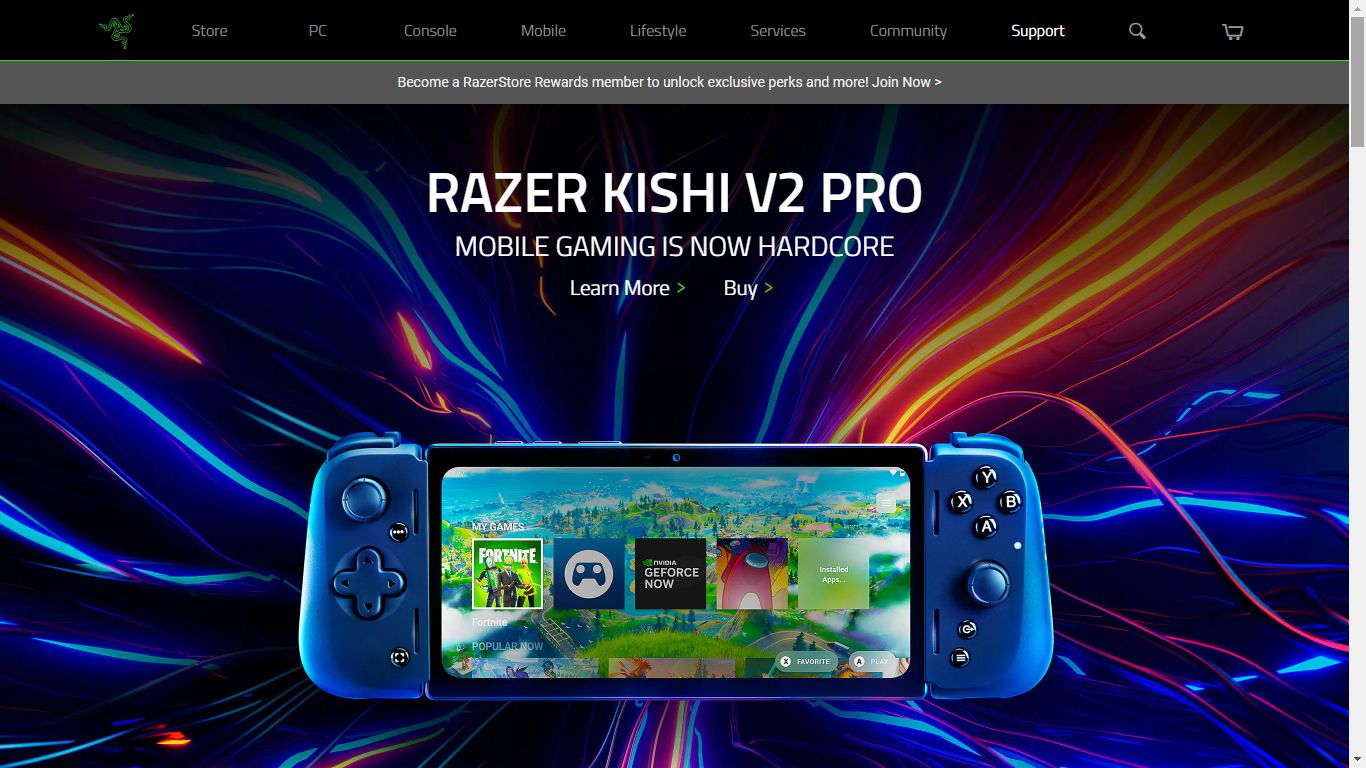 Store PC Console Mobile Lifestyle Services Community Support
Become a RazerStore Rewards member to unlock exclusive perks and more! Join Now >
RAZER KISHI V2 PRO
MOBILE GAMING IS NOW HARDCORE
Learn More > Buy >
Y
X B
A
MY GAMES
FORTNITE
NVIDIA
GEFORCE
NOW
Installed
Apps...
Fortnite
POPULAR NOW
X FAVORITE A PLAY